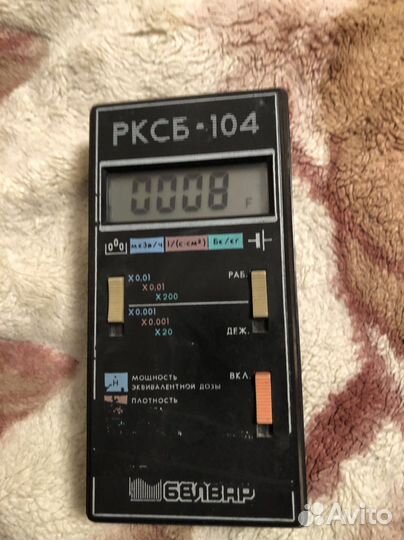 РКСБ-104
0008 F
мкЗв/ч 1/(с·см²) Бк/кг
Х0,01
Х0,01
Х200
РАБ.
Х0.001
Х0.001
Х20
ДЕЖ.
Н МОЩНОСТЬ
ЭКВИВАЛЕНТНОЙ ДОЗЫ
ВКЛ.
ПЛОТНОСТЬ
БЕЛВАР
Avito